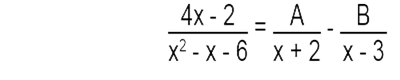 (4x - 2)/(x² - x - 6) = A/(x + 2) - B/(x - 3)